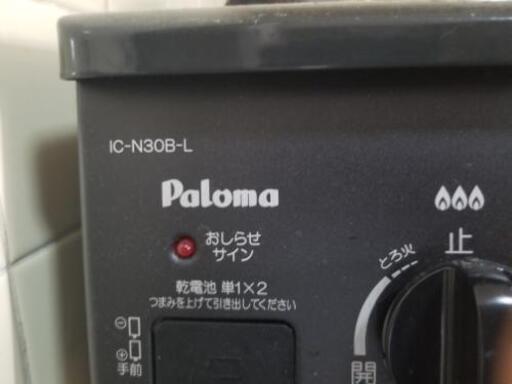 IC-N30B-L
Paloma
おしらせ
サイン
止
とろ火
乾電池 単1×2
つまみを上げて引き出してください
⊖
⊕
手前
開